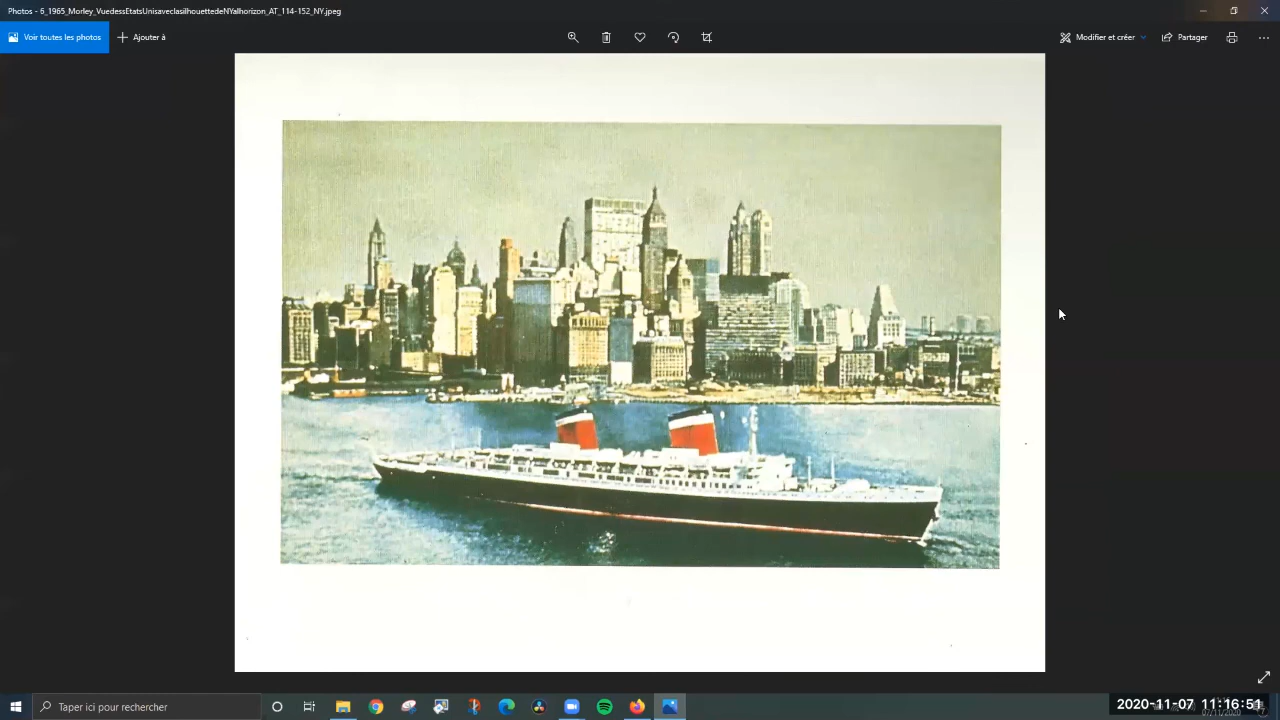 Photos - 6_1965_Morley_VuedessEtatsUnisaveclasilhouettedeNYalhorizon_AT_114-152_NY.jpeg
Voir toutes les photos
Ajouter à
Modifier et créer
Partager
Taper ici pour rechercher
2020-11-07 11:16:51